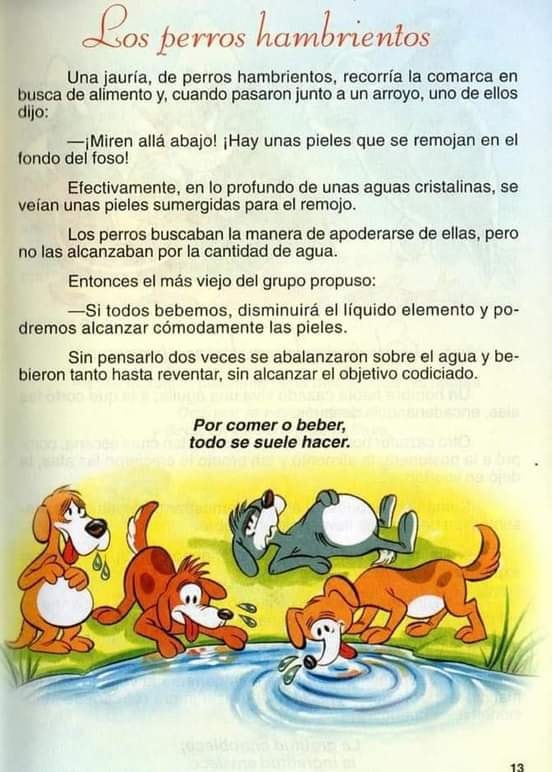 Los perros hambrientos
Una jauría, de perros hambrientos, recorría la comarca en
busca de alimento y, cuando pasaron junto a un arroyo, uno de ellos
dijo:
—¡Miren allá abajo! ¡Hay unas pieles que se remojan en el
fondo del foso!
Efectivamente, en lo profundo de unas aguas cristalinas, se
veían unas pieles sumergidas para el remojo.
Los perros buscaban la manera de apoderarse de ellas, pero
no las alcanzaban por la cantidad de agua.
Entonces el más viejo del grupo propuso:
—Si todos bebemos, disminuirá el líquido elemento y po-
dremos alcanzar cómodamente las pieles.
Sin pensarlo dos veces se abalanzaron sobre el agua y be-
bieron tanto hasta reventar, sin alcanzar el objetivo codiciado.
Por comer o beber,
todo se suele hacer.
13